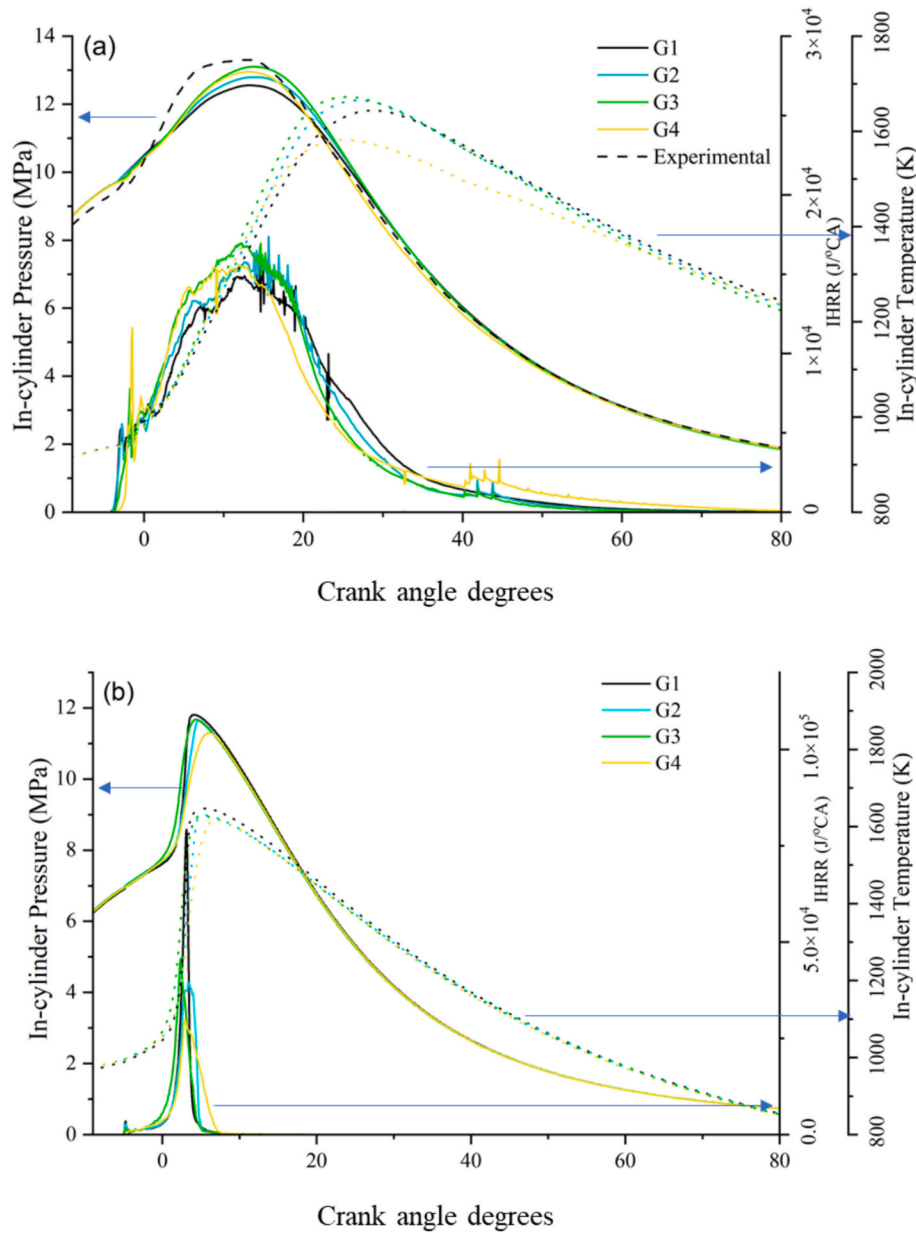 (a)
G1
G2
G3
G4
Experimental
14
12
10
8
6
4
2
0
In-cylinder Pressure (MPa)
0
20
40
60
80
Crank angle degrees
3×10⁴
2×10⁴
1×10⁴
0
IHRR (J/°CA)
1800
1600
1400
1200
1000
800
In-cylinder Temperature (K)
(b)
G1
G2
G3
G4
12
10
8
6
4
2
0
In-cylinder Pressure (MPa)
0
20
40
60
80
Crank angle degrees
1.0×10⁵
5.0×10⁴
0.0
IHRR (J/°CA)
2000
1800
1600
1400
1200
1000
800
In-cylinder Temperature (K)